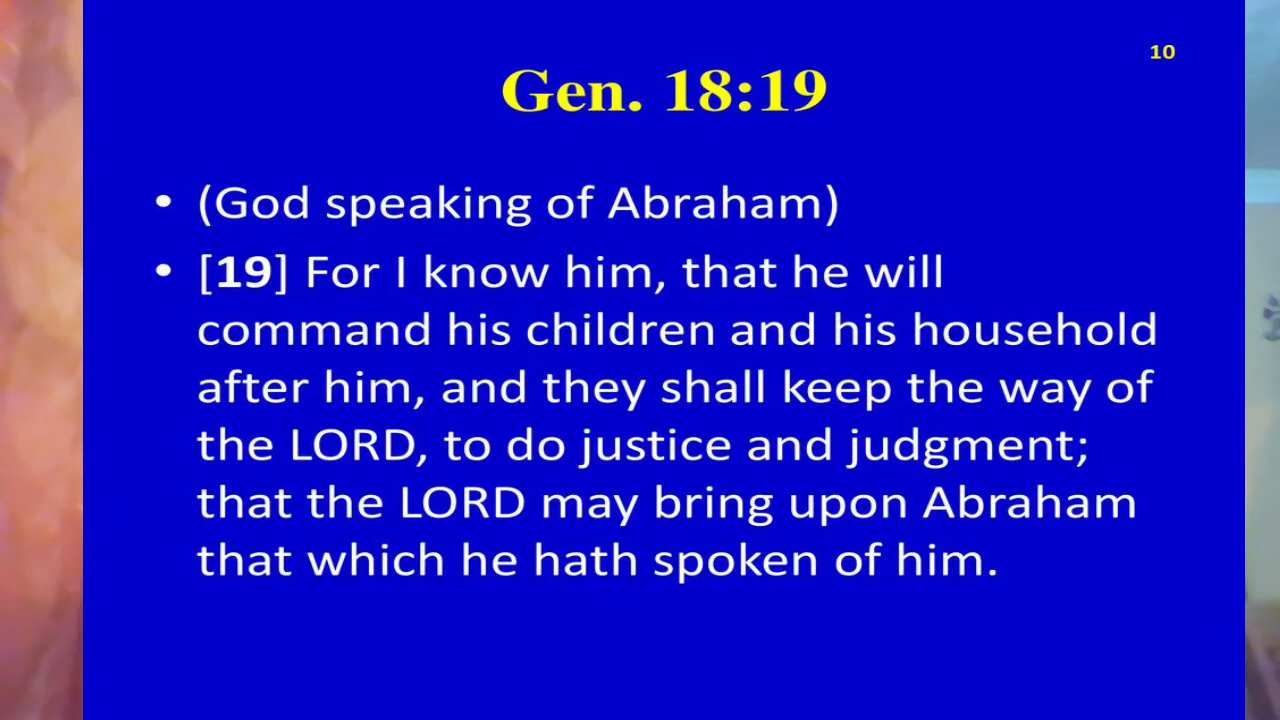 10
Gen. 18:19
• (God speaking of Abraham)
• [19] For I know him, that he will
command his children and his household
after him, and they shall keep the way of
the LORD, to do justice and judgment;
that the LORD may bring upon Abraham
that which he hath spoken of him.